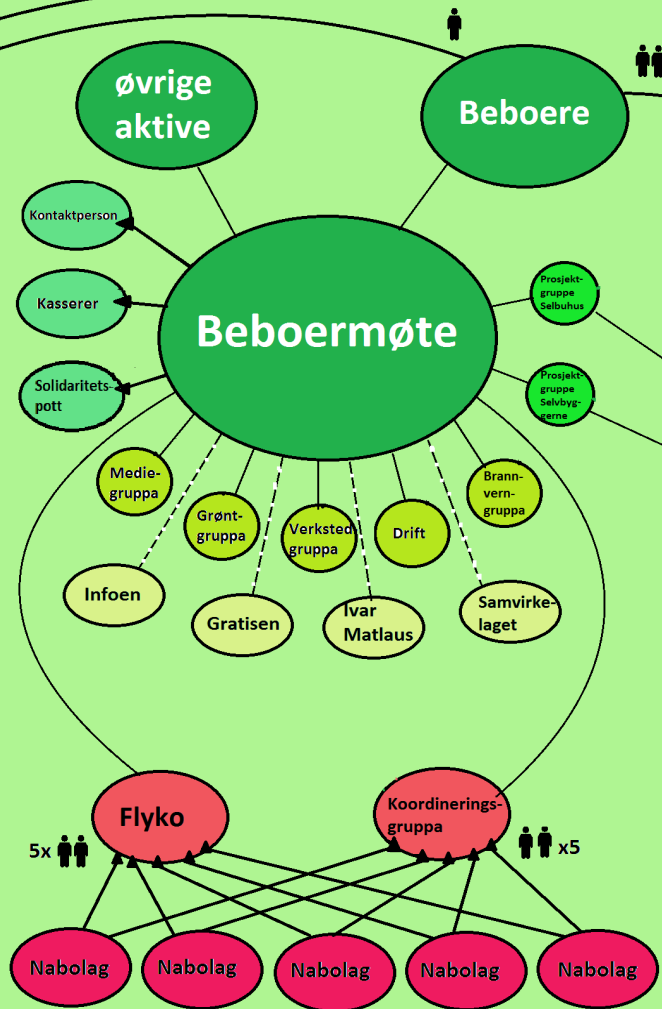 øvrige
aktive
Beboere
Kontaktperson
Kasserer
Solidaritets-
pott
Beboermøte
Prosjekt-
gruppe
Selbuhus
Prosjekt-
gruppe
Selvbyg-
gerne
Medie-
gruppa
Grønt-
gruppa
Verksted
gruppa
Drift
Brann-
vern-
gruppa
Infoen
Gratisen
Ivar
Matlaus
Samvirke-
laget
Flyko
Koordinerings-
gruppa
5x
x5
Nabolag
Nabolag
Nabolag
Nabolag
Nabolag